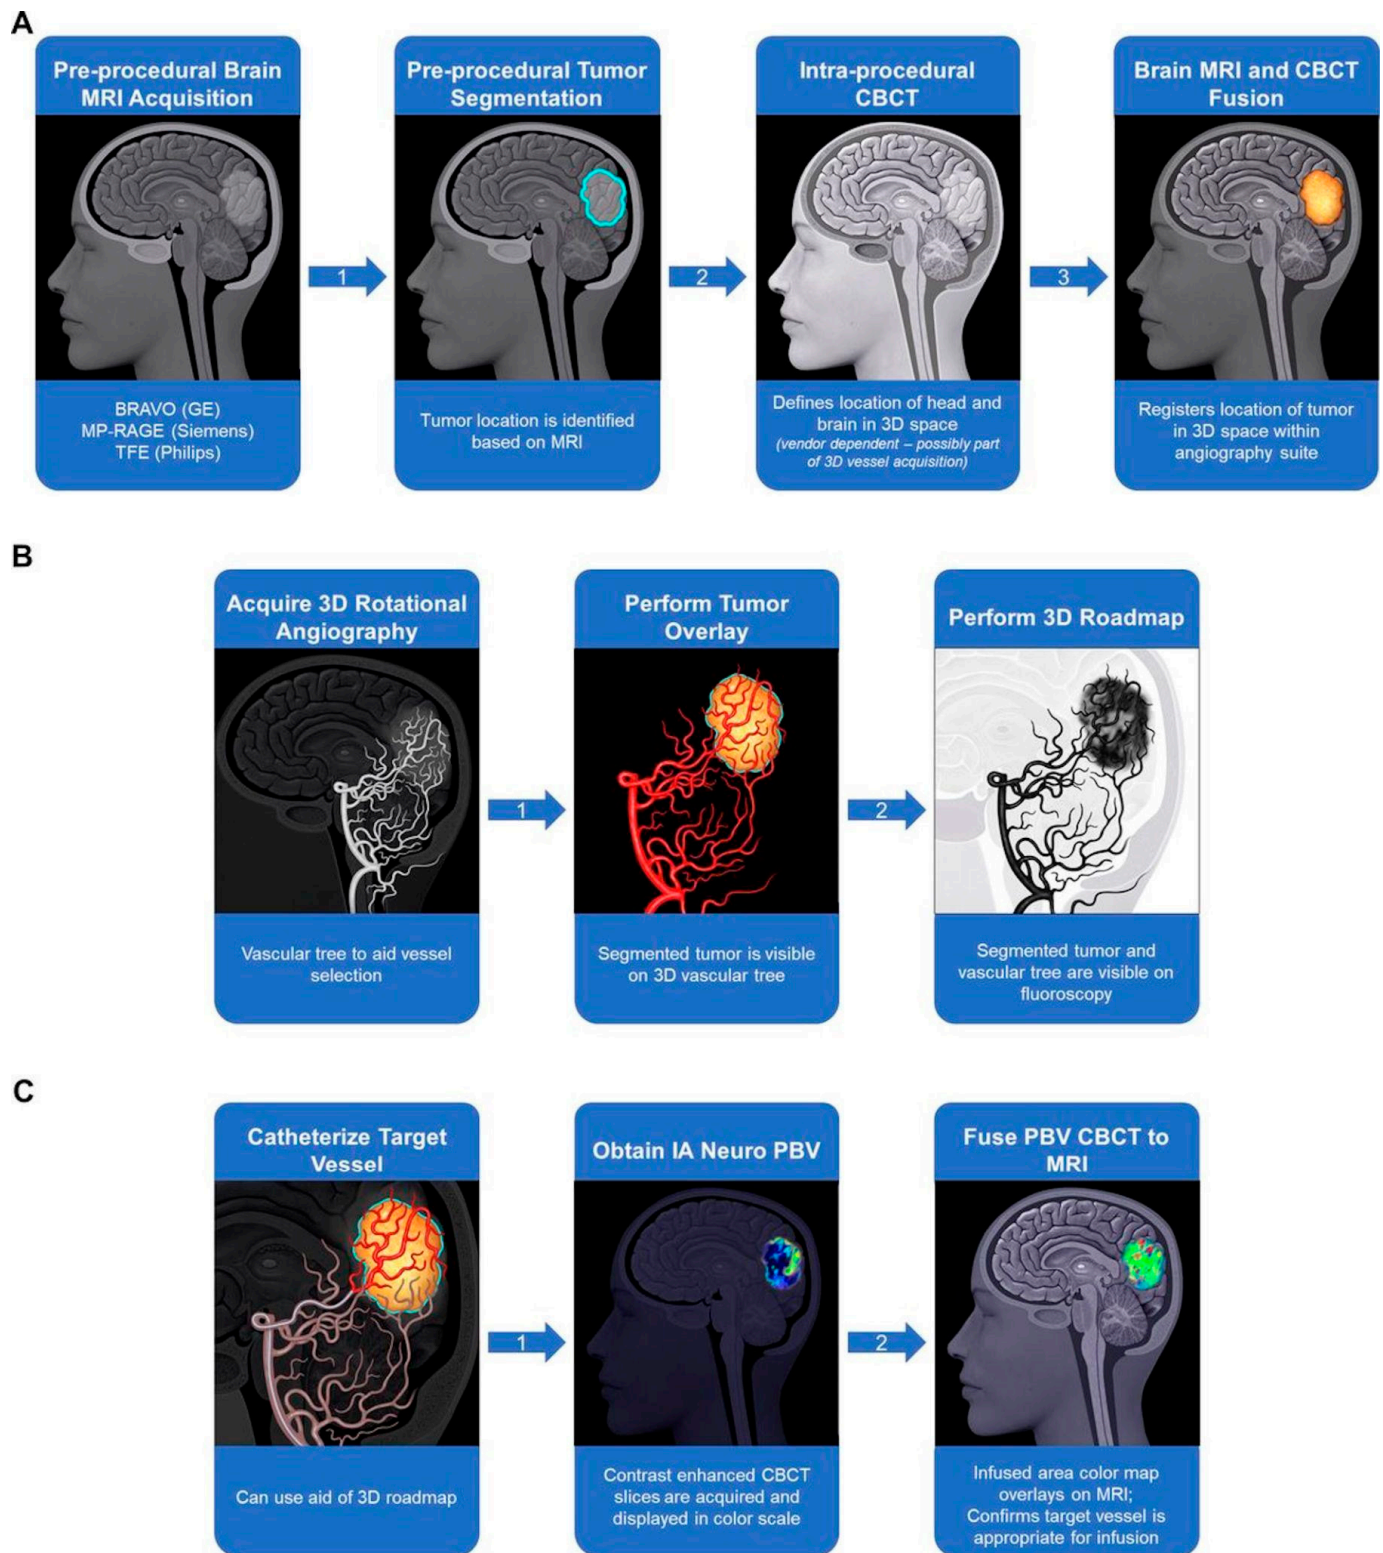 A
Pre-procedural Brain
MRI Acquisition
BRAVO (GE)
MP-RAGE (Siemens)
TFE (Philips)
1
Pre-procedural Tumor
Segmentation
Tumor location is identified
based on MRI
2
Intra-procedural
CBCT
Defines location of head and
brain in 3D space
(vendor dependent – possibly part
of 3D vessel acquisition)
3
Brain MRI and CBCT
Fusion
Registers location of tumor
in 3D space within
angiography suite
B
Acquire 3D Rotational
Angiography
Vascular tree to aid vessel
selection
1
Perform Tumor
Overlay
Segmented tumor is visible
on 3D vascular tree
2
Perform 3D Roadmap
Segmented tumor and
vascular tree are visible on
fluoroscopy
C
Catheterize Target
Vessel
Can use aid of 3D roadmap
1
Obtain IA Neuro PBV
Contrast enhanced CBCT
slices are acquired and
displayed in color scale
2
Fuse PBV CBCT to
MRI
Infused area color map
overlays on MRI;
Confirms target vessel is
appropriate for infusion